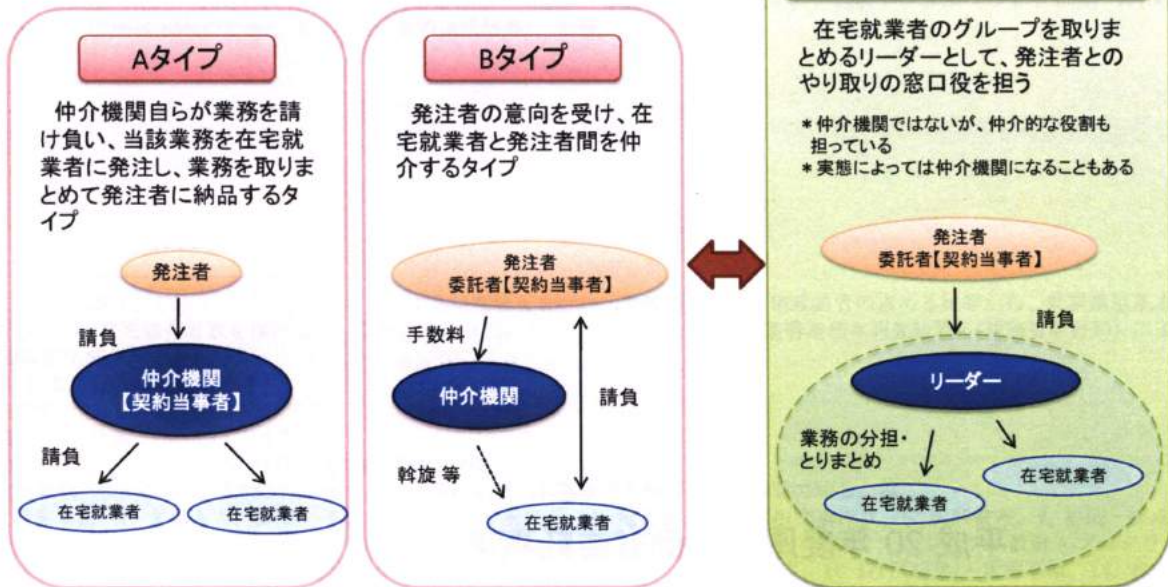 Aタイプ
仲介機関自らが業務を請
け負い、当該業務を在宅就
業者に発注し、業務を取りま
とめて発注者に納品するタ
イプ
発注者
請負
仲介機関
【契約当事者】
請負
在宅就業者
在宅就業者
Bタイプ
発注者の意向を受け、在
宅就業者と発注者間を仲
介するタイプ
発注者
委託者【契約当事者】
手数料
仲介機関
請負
斡旋 等
在宅就業者
在宅就業者のグループを取りま
とめるリーダーとして、発注者との
やり取りの窓口役を担う
*仲介機関ではないが、仲介的な役割も
担っている
*実態によっては仲介機関になることもある
発注者
委託者【契約当事者】
請負
リーダー
業務の分担・
とりまとめ
在宅就業者
在宅就業者